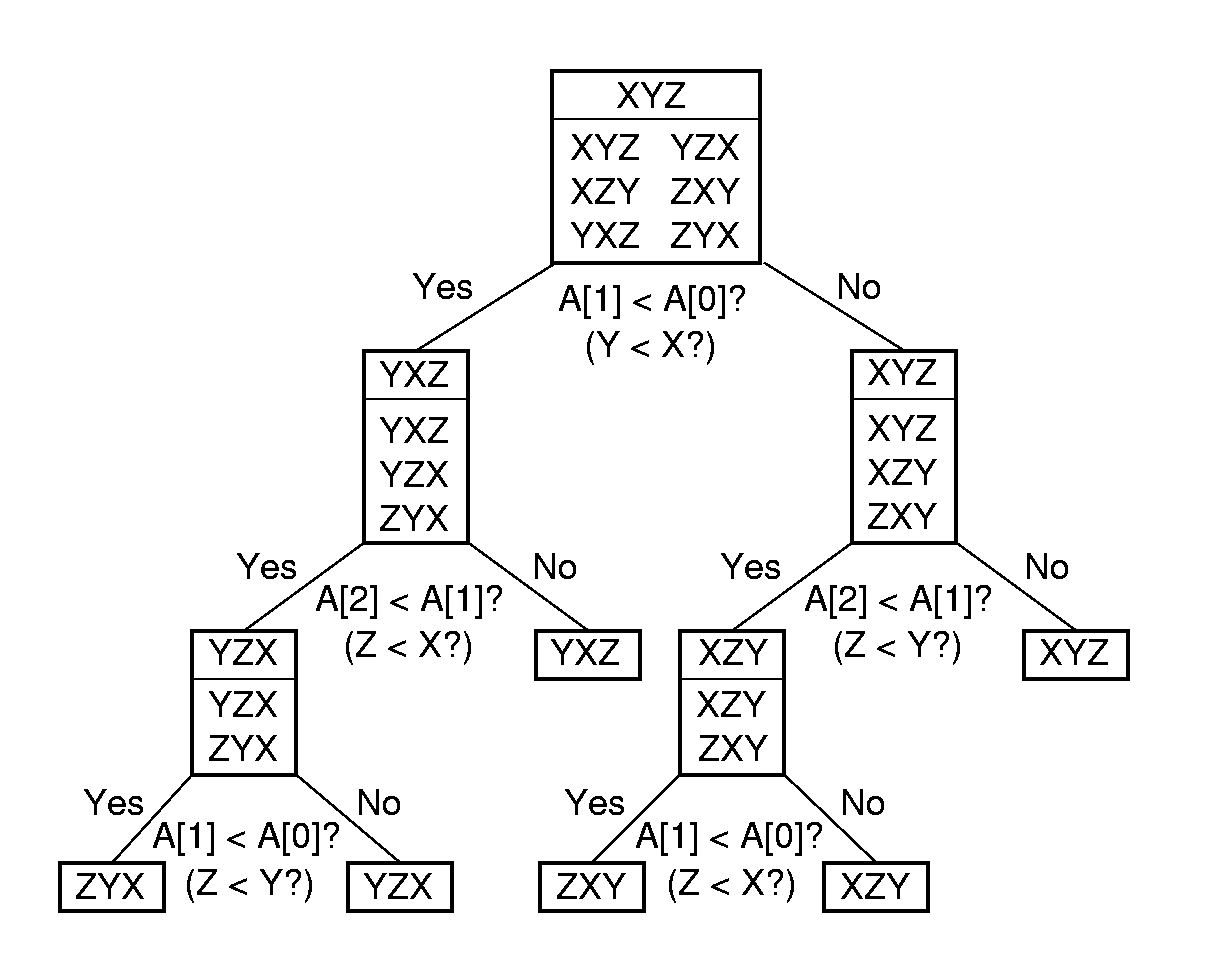 XYZ
XYZ YZX
XZY ZXY
YXZ ZYX
Yes
A[1] < A[0]?
(Y < X?)
No
YXZ
YXZ
YZX
ZYX
XYZ
XYZ
XZY
ZXY
Yes
A[2] < A[1]?
(Z < X?)
No
Yes
A[2] < A[1]?
(Z < Y?)
No
YZX
YZX
ZYX
YXZ
XZY
XZY
ZXY
XYZ
Yes
A[1] < A[0]?
(Z < Y?)
No
Yes
A[1] < A[0]?
(Z < X?)
No
ZYX
YZX
ZXY
XZY